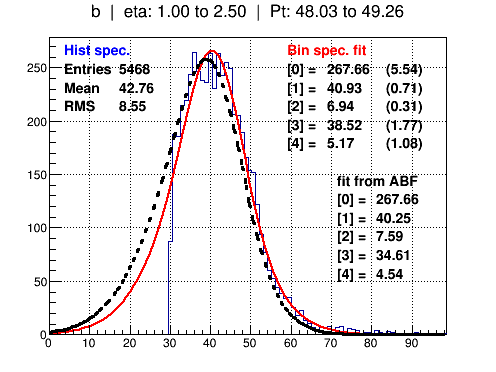 b | eta: 1.00 to 2.50 | Pt: 48.03 to 49.26
Hist spec.
Entries 5468
Mean 42.76
RMS 8.55
Bin spec. fit
[0] = 267.66 (5.54)
[1] = 40.93 (0.71)
[2] = 6.94 (0.31)
[3] = 38.52 (1.77)
[4] = 5.17 (1.08)
fit from ABF
[0] = 267.66
[1] = 40.25
[2] = 7.59
[3] = 34.61
[4] = 4.54
250
200
150
100
50
0
0 10 20 30 40 50 60 70 80 90